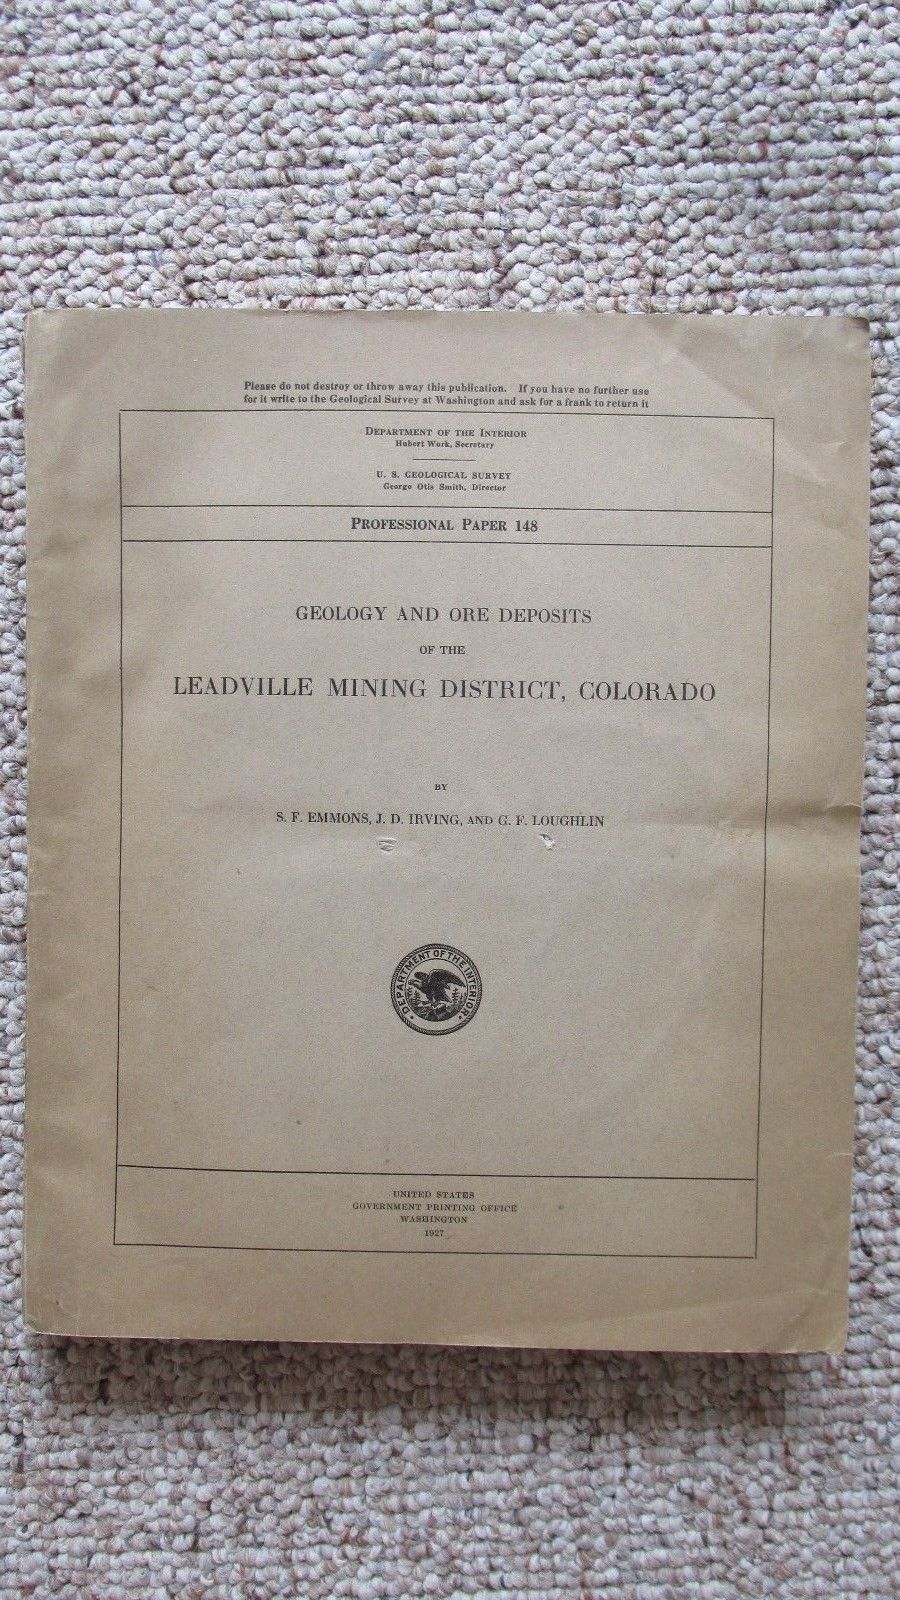 Please do not destroy or throw away this publication. If you have no further use
for it write to the Geological Survey at Washington and ask for a frank to return it
DEPARTMENT OF THE INTERIOR
Hubert Work, Secretary
U. S. GEOLOGICAL SURVEY
George Otis Smith, Director
PROFESSIONAL PAPER 148
GEOLOGY AND ORE DEPOSITS
OF THE
LEADVILLE MINING DISTRICT, COLORADO
BY
S. F. EMMONS, J. D. IRVING, AND G. F. LOUGHLIN
DEPARTMENT OF THE INTERIOR
UNITED STATES
GOVERNMENT PRINTING OFFICE
WASHINGTON
1927